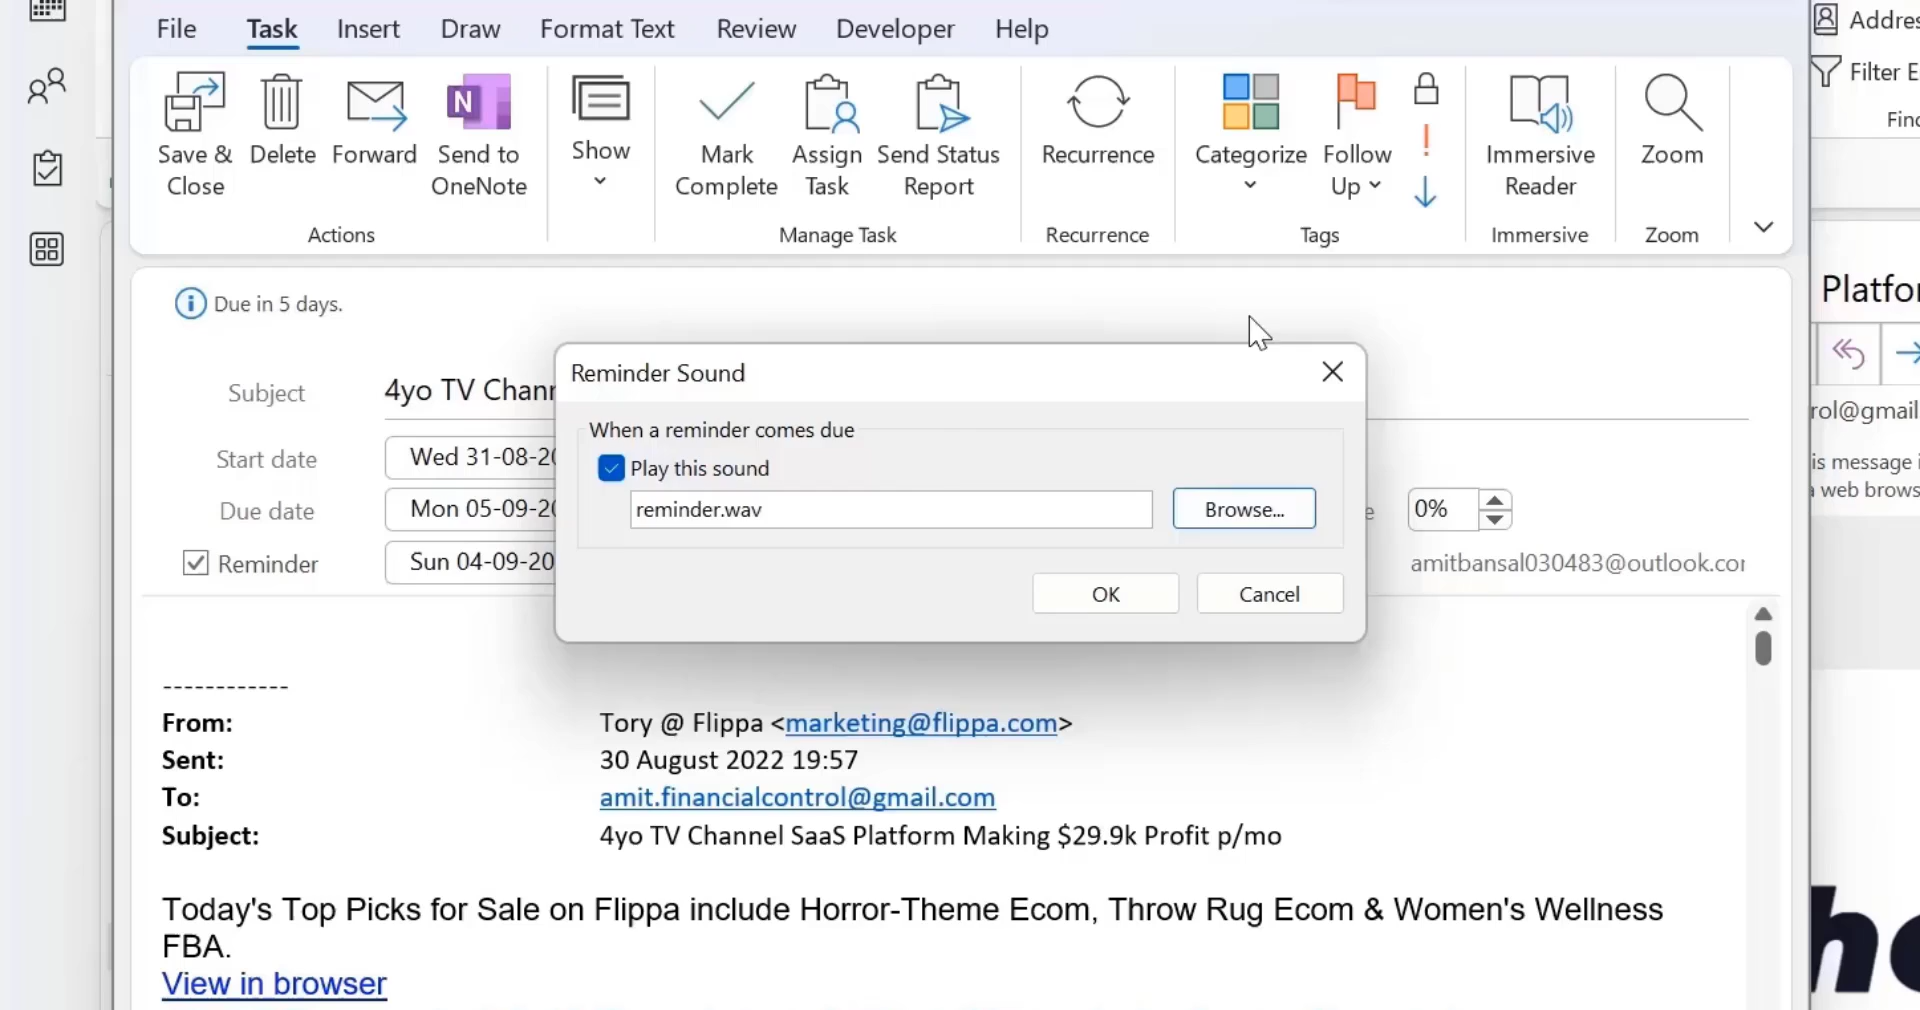 File Task Insert Draw Format Text Review Developer Help
Save & Close Delete Forward Send to OneNote
Show
Mark Complete Assign Task Send Status Report
Recurrence
Categorize Follow Up
Immersive Reader
Zoom
Actions Manage Task Recurrence Tags Immersive Zoom
Filter
Due in 5 days.
Reminder Sound
When a reminder comes due
Play this sound
reminder.wav Browse...
OK Cancel
Subject 4yo TV
Start date Wed 31-08-20
Due date Mon 05-09-20 0%
Reminder Sun 04-09-20 amitbansal030483@outlook.com
rol@gmail
is message
web brows
------------
From: Tory @ Flippa <marketing@flippa.com>
Sent: 30 August 2022 19:57
To: amit.financialcontrol@gmail.com
Subject: 4yo TV Channel SaaS Platform Making $29.9k Profit p/mo
Today's Top Picks for Sale on Flippa include Horror-Theme Ecom, Throw Rug Ecom & Women's Wellness
FBA.
View in browser